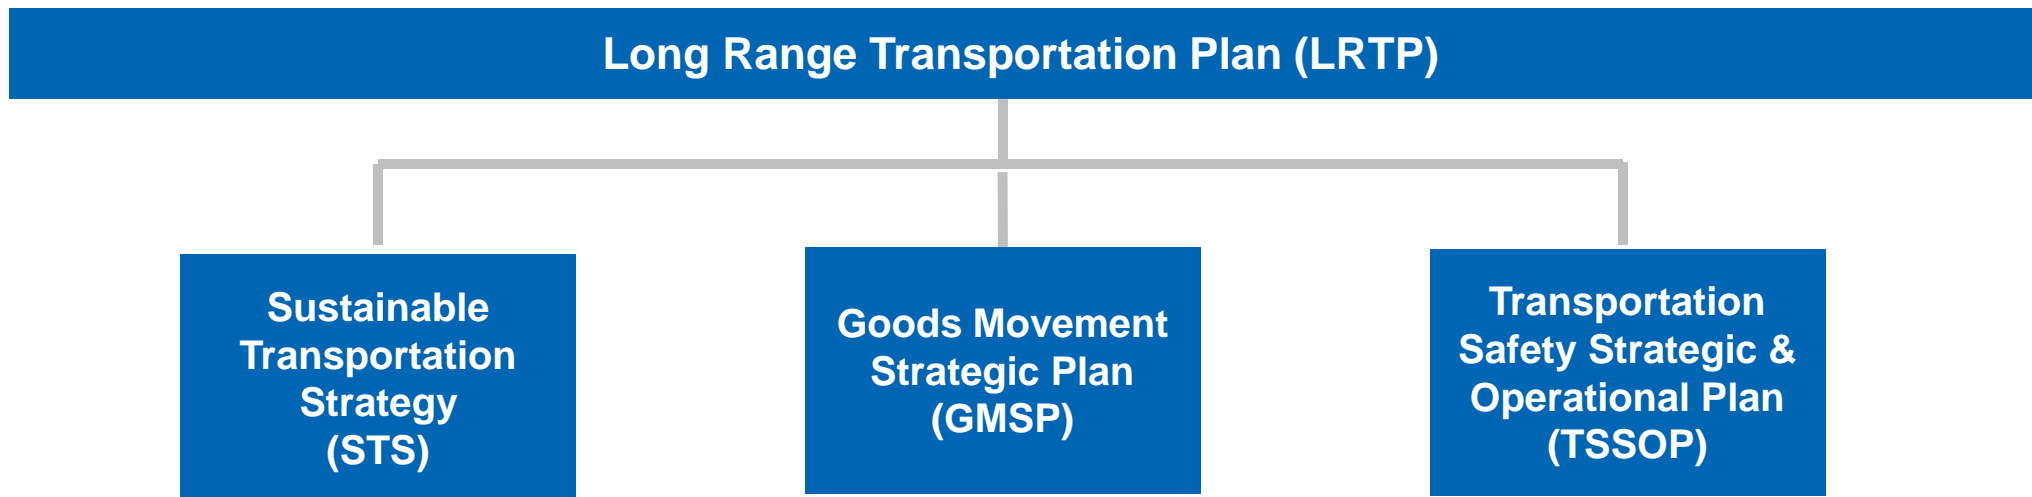 Long Range Transportation Plan (LRTP)
Sustainable
Transportation
Strategy
(STS)
Goods Movement
Strategic Plan
(GMSP)
Transportation
Safety Strategic &
Operational Plan
(TSSOP)